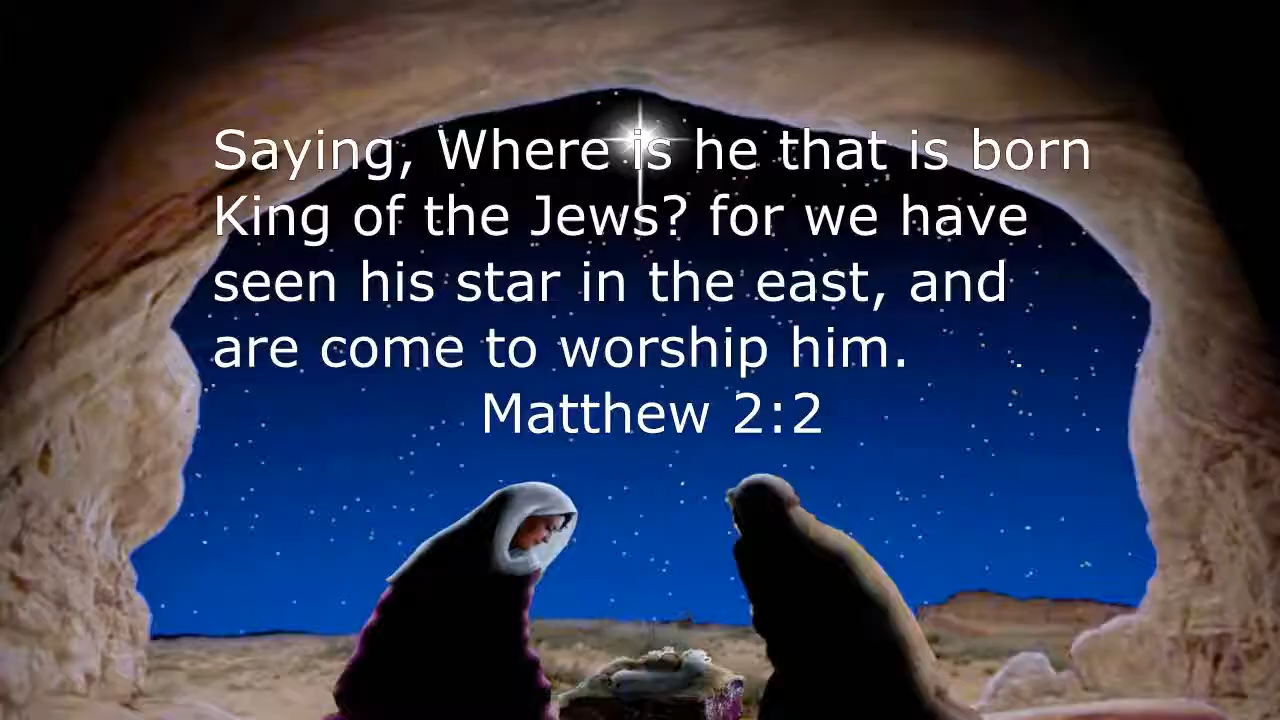 Saying, Where is he that is born
King of the Jews? for we have
seen his star in the east, and
are come to worship him.
Matthew 2:2